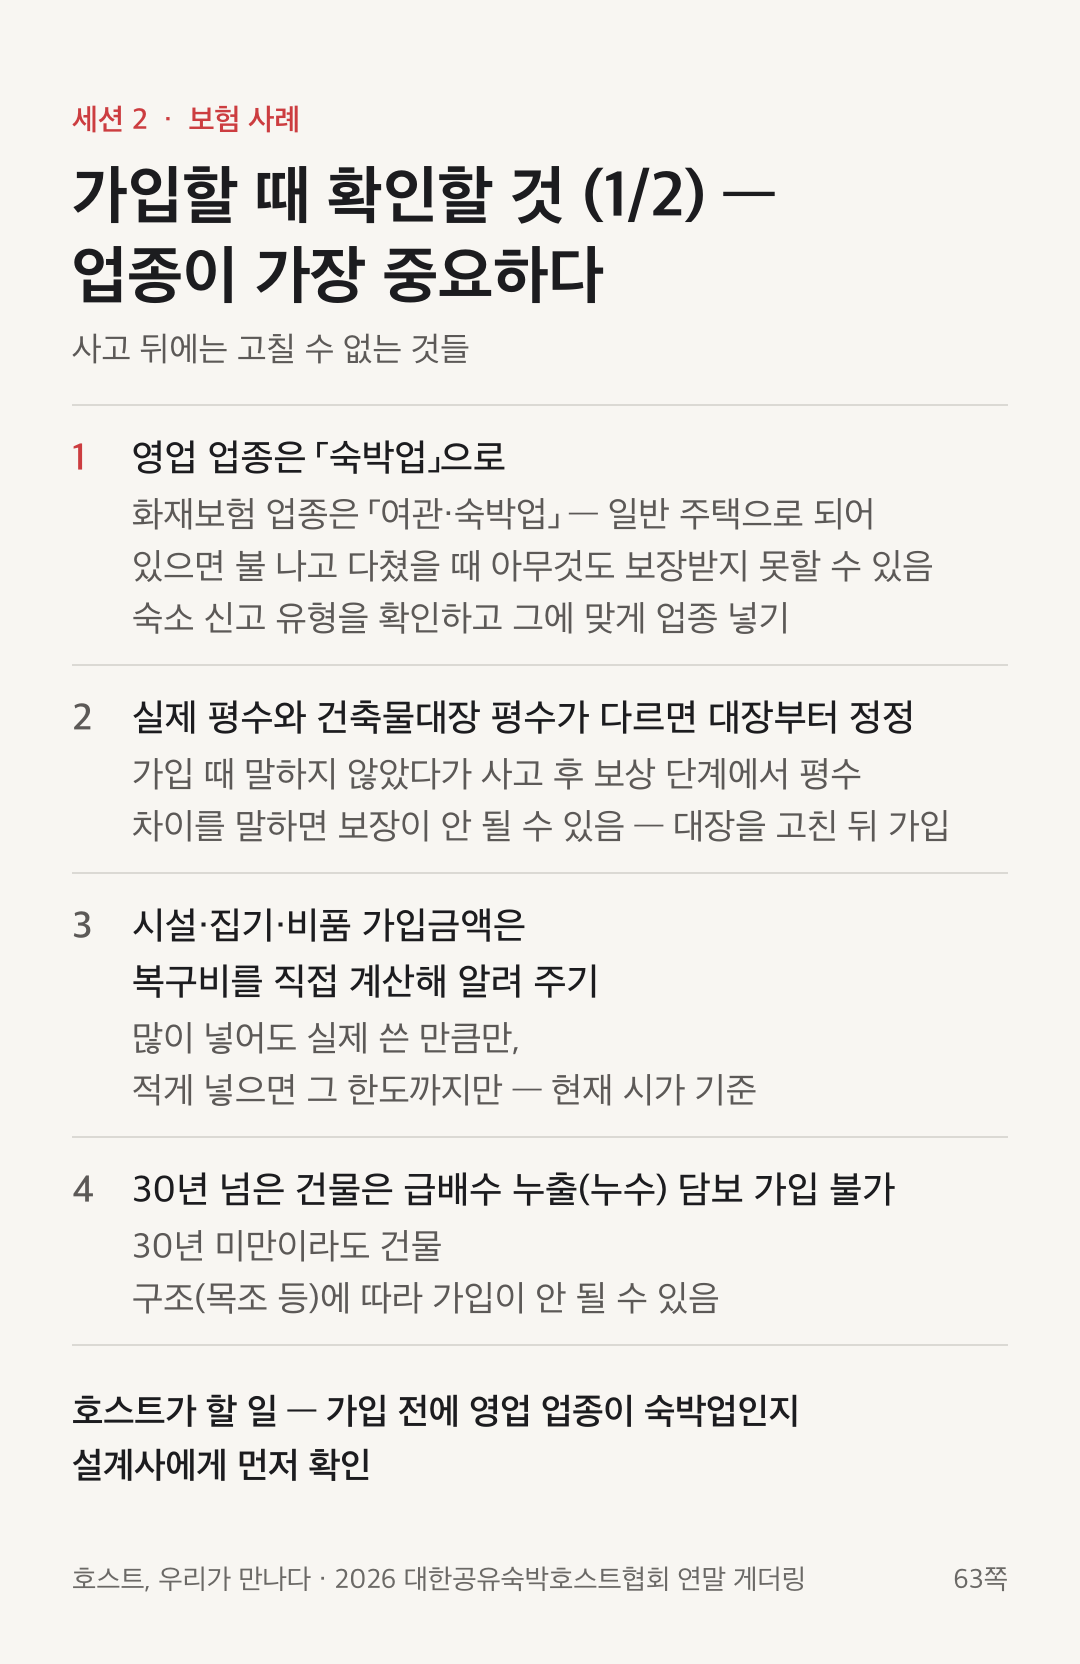 세션 2 · 보험 사례
가입할 때 확인할 것 (1/2) —
업종이 가장 중요하다
사고 뒤에는 고칠 수 없는 것들
1 영업 업종은 「숙박업」으로
화재보험 업종은 「여관·숙박업」 — 일반 주택으로 되어
있으면 불 나고 다쳤을 때 아무것도 보장받지 못할 수 있음
숙소 신고 유형을 확인하고 그에 맞게 업종 넣기
2 실제 평수와 건축물대장 평수가 다르면 대장부터 정정
가입 때 말하지 않았다가 사고 후 보상 단계에서 평수
차이를 말하면 보장이 안 될 수 있음 — 대장을 고친 뒤 가입
3 시설·집기·비품 가입금액은
복구비를 직접 계산해 알려 주기
많이 넣어도 실제 쓴 만큼만,
적게 넣으면 그 한도까지만 — 현재 시가 기준
4 30년 넘은 건물은 급배수 누출(누수) 담보 가입 불가
30년 미만이라도 건물
구조(목조 등)에 따라 가입이 안 될 수 있음
호스트가 할 일 — 가입 전에 영업 업종이 숙박업인지
설계사에게 먼저 확인
호스트, 우리가 만나다 · 2026 대한공유숙박호스트협회 연말 게더링 63쪽